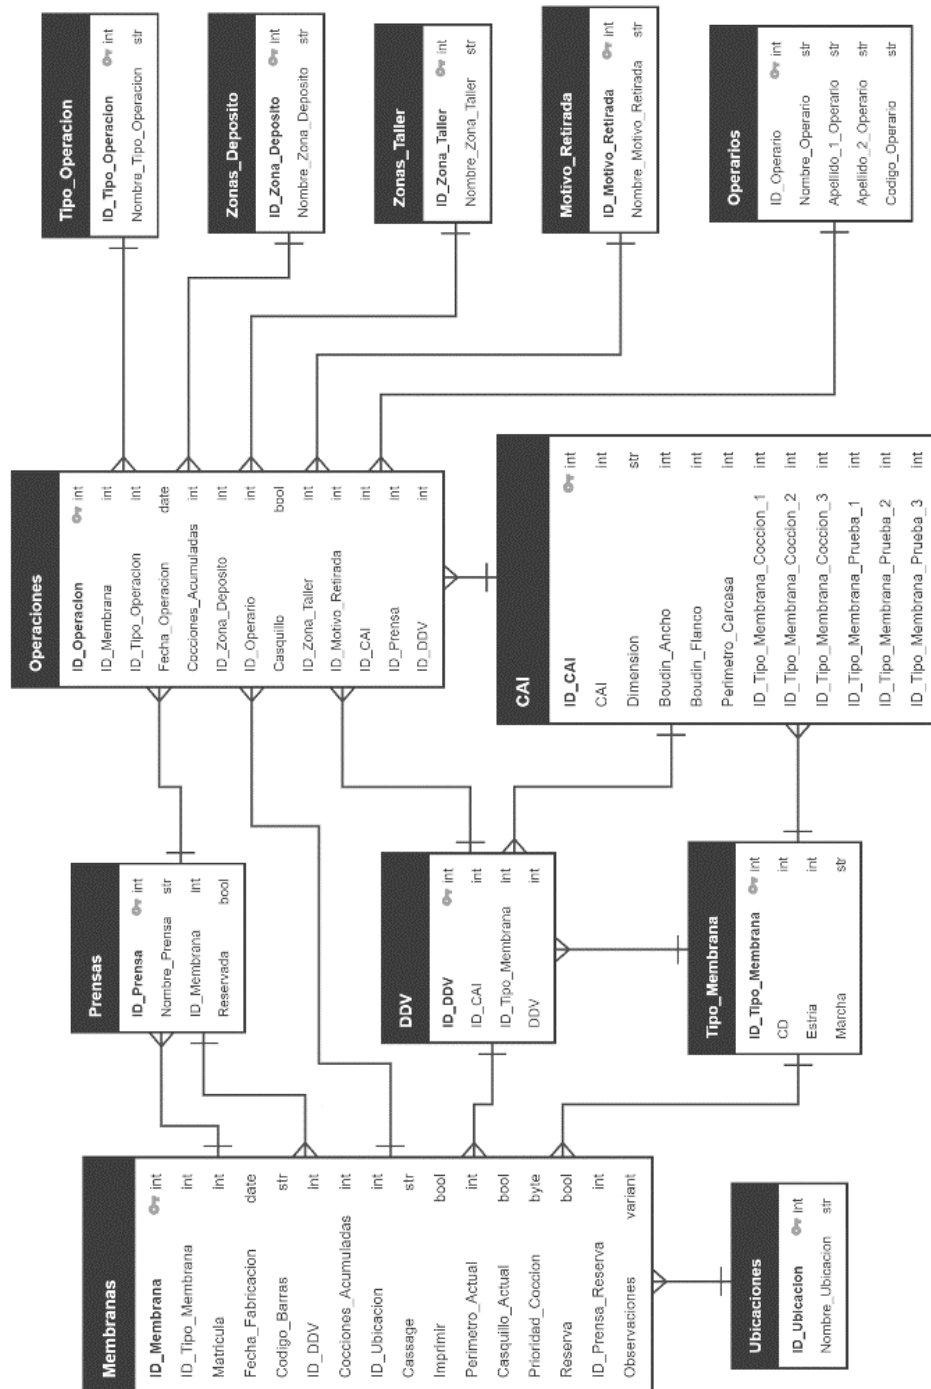 Membranas
ID_Membrana int
ID_Tipo_Membrana int
Matricula int
Fecha_Fabricacion date
Codigo_Barras str
ID_DDV int
Cocciones_Acumuladas int
ID_Ubicacion int
Cassage str
Imprimir bool
Perimetro_Actual int
Casquillo_Actual bool
Prioridad_Coccion byte
Reserva bool
ID_Prensa_Reserva int
Observaciones variant
Ubicaciones
ID_Ubicacion int
Nombre_Ubicacion str
Prensas
ID_Prensa int
Nombre_Prensa str
ID_Membrana int
Reservada bool
DDV
ID_DDV int
ID_CAI int
ID_Tipo_Membrana int
DDV int
Tipo_Membrana
ID_Tipo_Membrana int
CD int
Estria int
Marcha str
Operaciones
ID_Operacion int
ID_Membrana int
ID_Tipo_Operacion int
Fecha_Operacion date
Cocciones_Acumuladas int
ID_Zona_Deposito int
ID_Operario int
Casquillo bool
ID_Zona_Taller int
ID_Motivo_Retirada int
ID_CAI int
ID_Prensa int
ID_DDV int
CAI
ID_CAI int
CAI int
Dimension str
Boudin_Ancho int
Boudin_Flanco int
Perimetro_Carcasa int
ID_Tipo_Membrana_Coccion_1 int
ID_Tipo_Membrana_Coccion_2 int
ID_Tipo_Membrana_Coccion_3 int
ID_Tipo_Membrana_Prueba_1 int
ID_Tipo_Membrana_Prueba_2 int
ID_Tipo_Membrana_Prueba_3 int
Tipo_Operacion
ID_Tipo_Operacion int
Nombre_Tipo_Operacion str
Zonas_Deposito
ID_Zona_Deposito int
Nombre_Zona_Deposito str
Zonas_Taller
ID_Zona_Taller int
Nombre_Zona_Taller str
Motivo_Retirada
ID_Motivo_Retirada int
Nombre_Motivo_Retirada str
Operarios
ID_Operario int
Nombre_Operario str
Apellido_1_Operario str
Apellido_2_Operario str
Codigo_Operario str